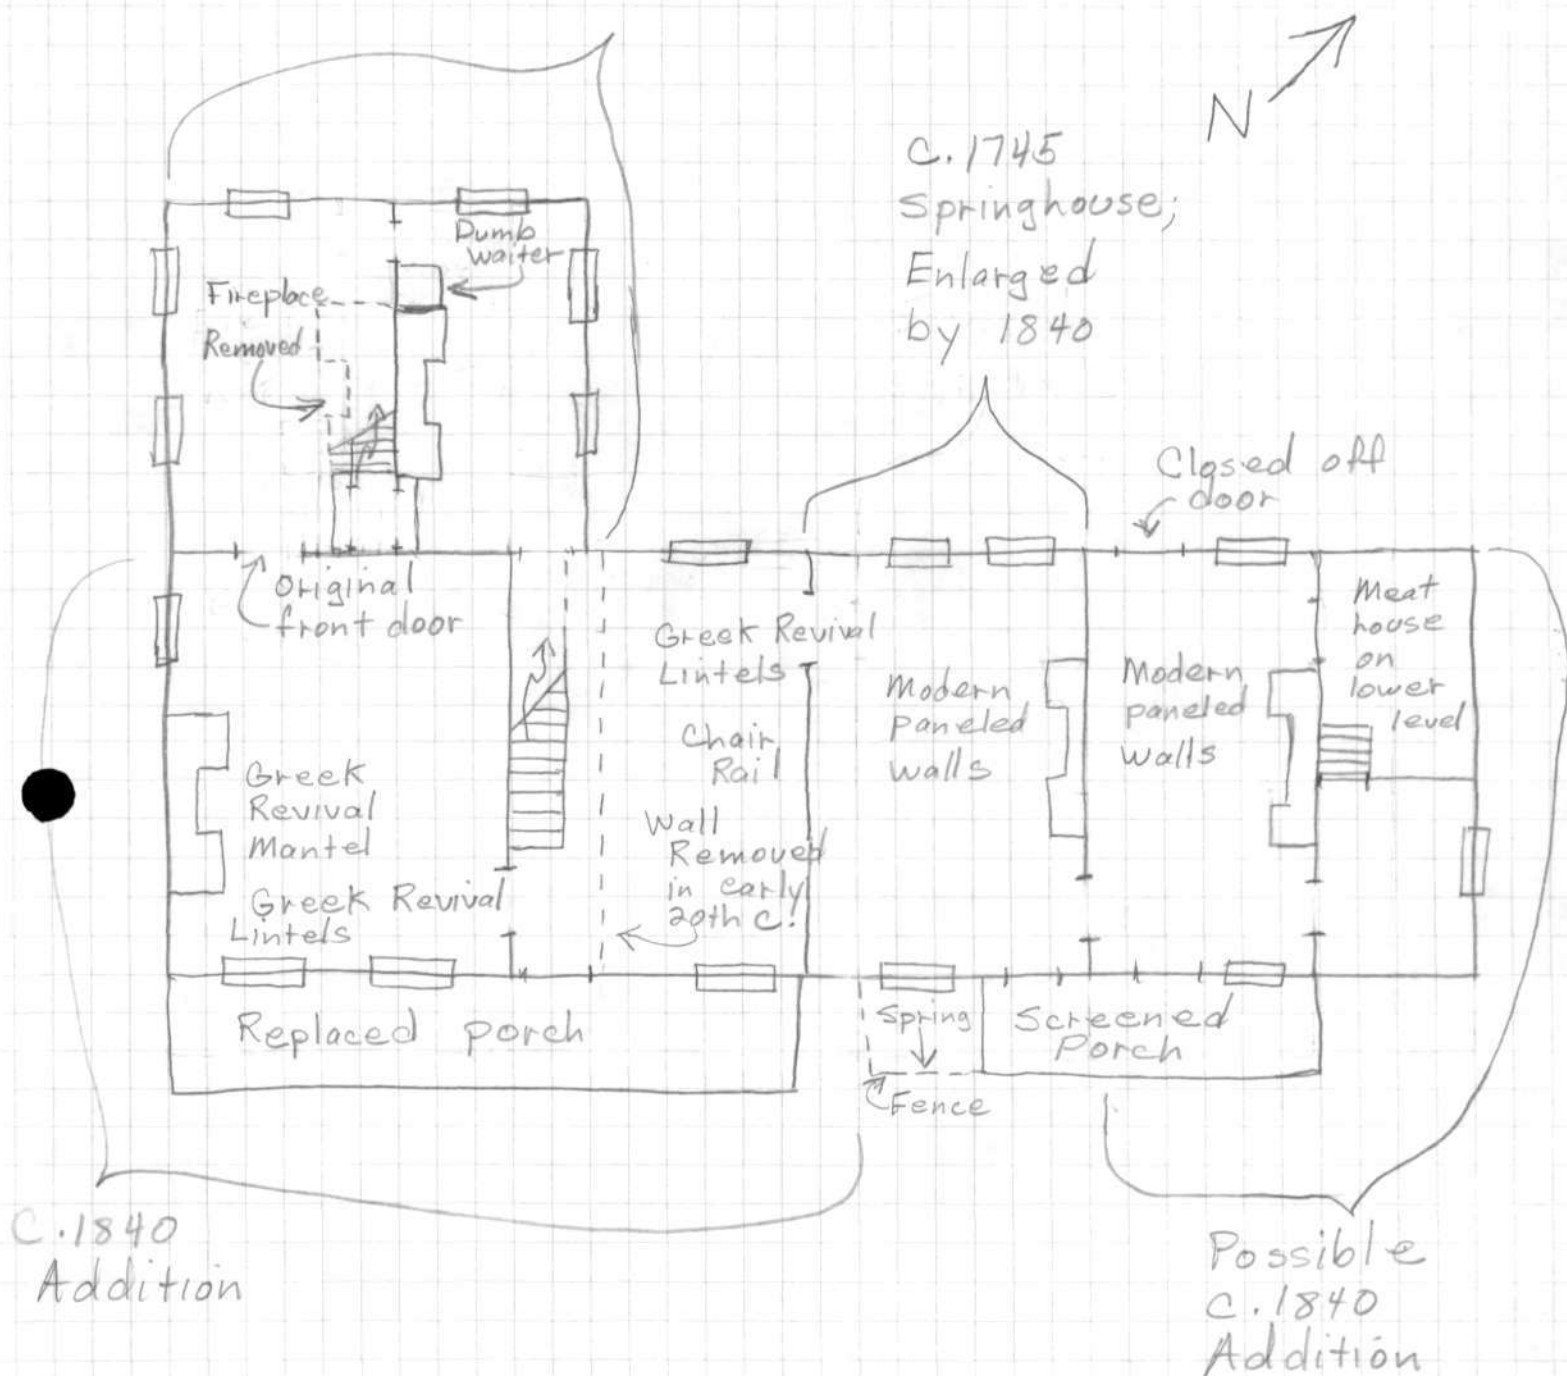 N
C. 1745
Springhouse;
Enlarged
by 1840
Dumb
waiter
Fireplace
Removed
Closed off
door
Original
front door
Greek Revival
Lintels
Chair
Rail
Modern
paneled
walls
Modern
paneled
walls
Meat
house
on
lower
level
Greek
Revival
Mantel
Greek Revival
Lintels
Wall
Removed
in early
20th C.
Replaced porch
Spring
Screened
Porch
Fence
C. 1840
Addition
Possible
C. 1840
Addition